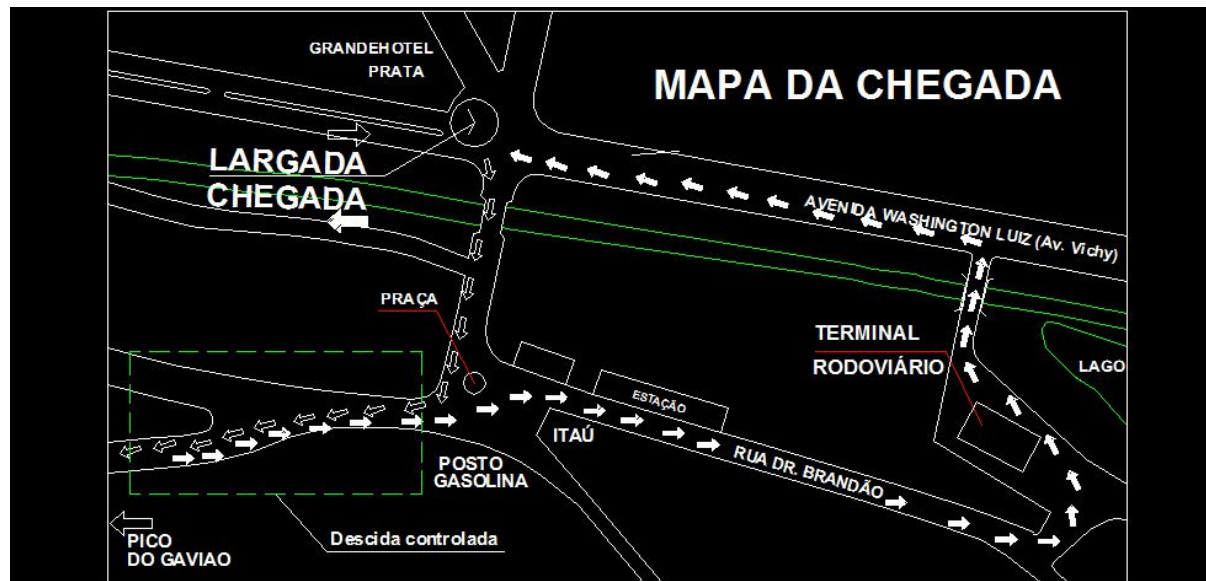 GRANDEHOTEL
PRATA
MAPA DA CHEGADA
LARGADA
CHEGADA
AVENIDA WASHINGTON LUIZ (Av. Vichy)
PRAÇA
TERMINAL
RODOVIÁRIO
LAGO
ESTAÇÃO
ITAÚ
RUA DR. BRANDÃO
POSTO
GASOLINA
Descida controlada
PICO
DO GAVIAO